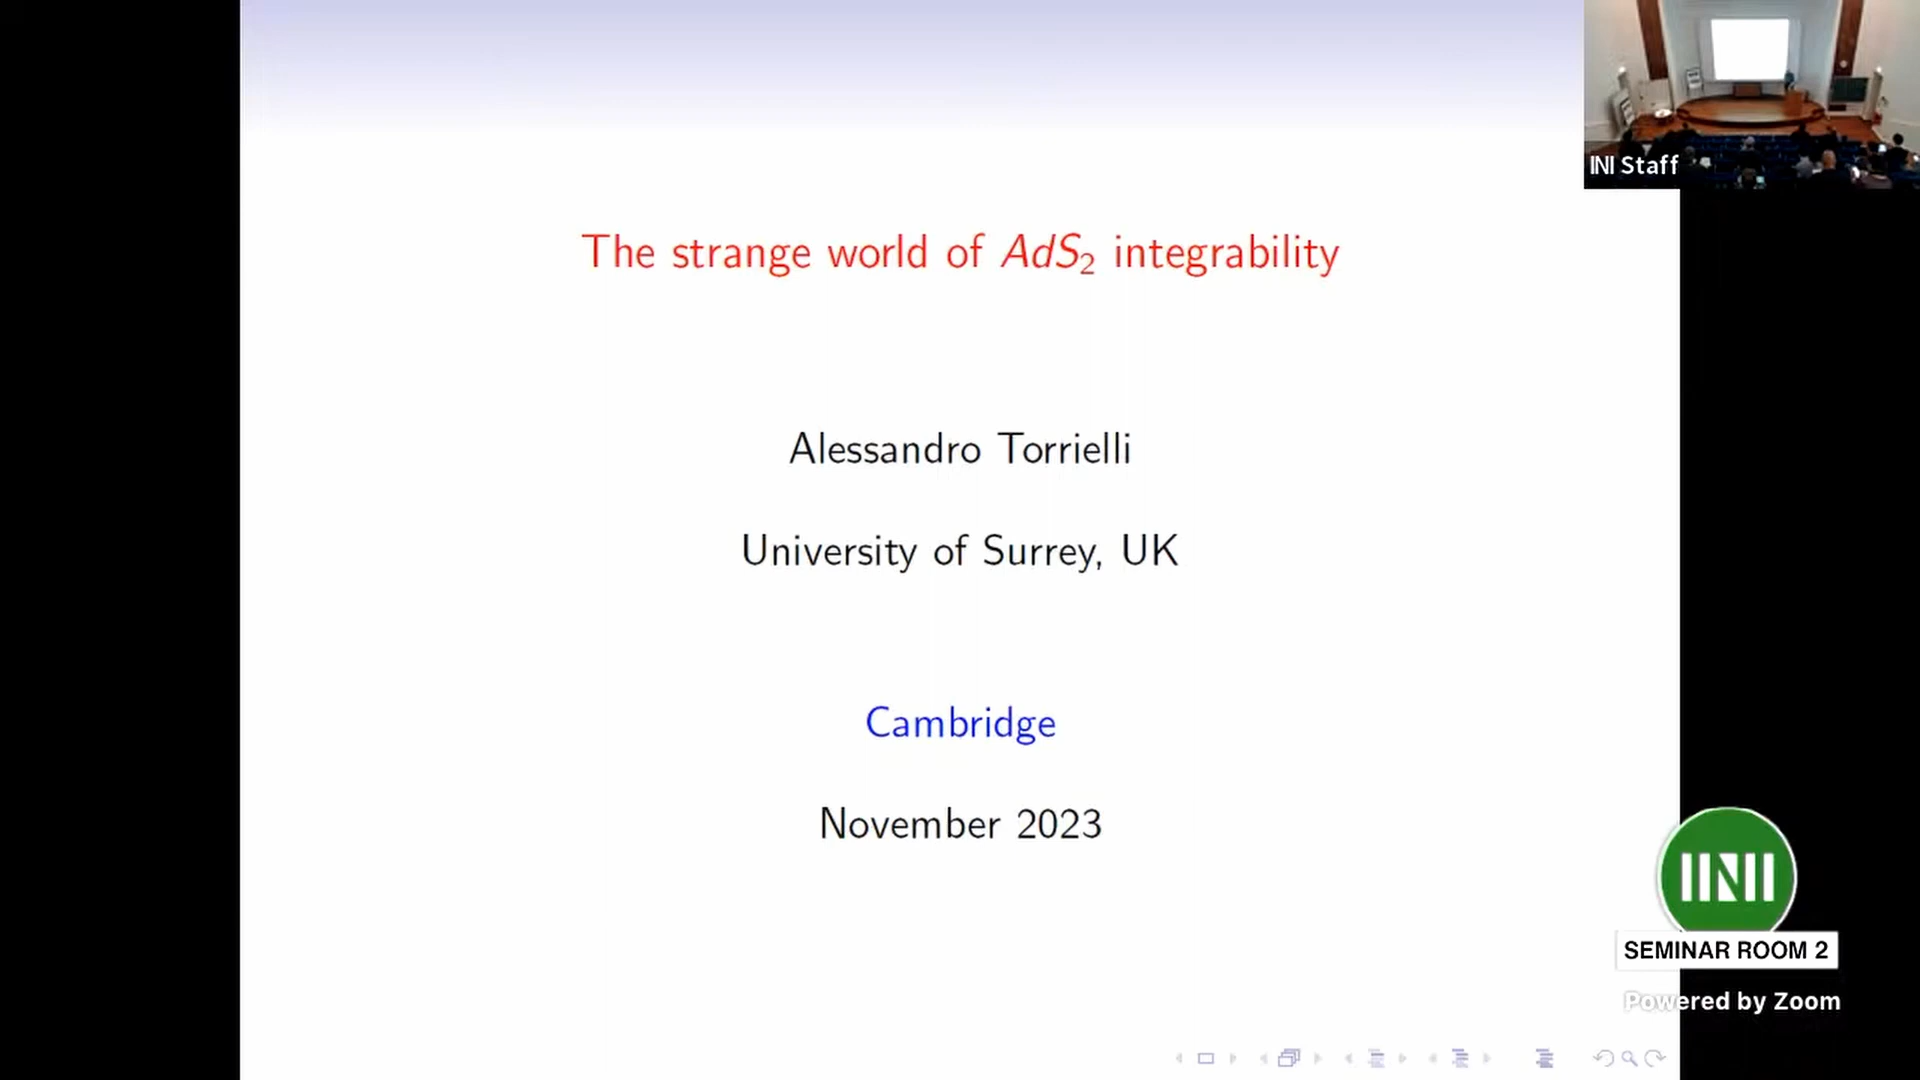 The strange world of AdS₂ integrability
Alessandro Torrielli
University of Surrey, UK
Cambridge
November 2023
INI Staff
INI
SEMINAR ROOM 2
Powered by Zoom